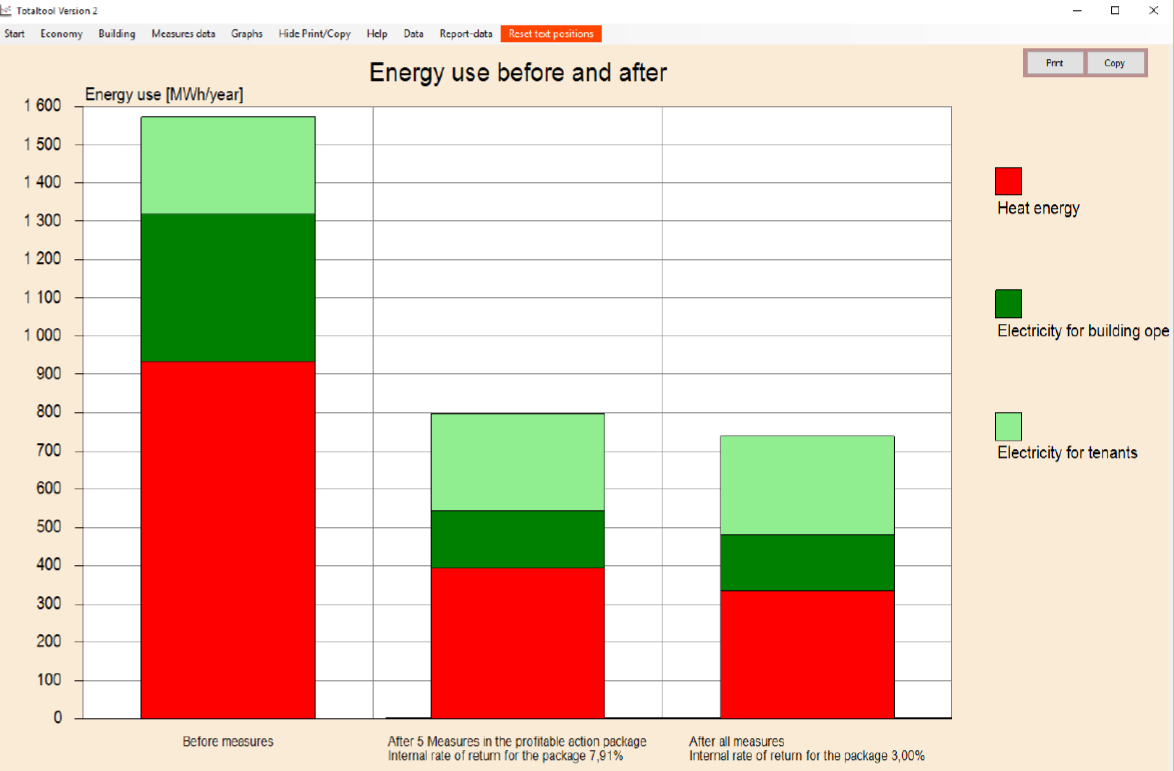 Totaltool Version 2
Start Economy Building Measures data Graphs Hide Print/Copy Help Data Report-data Reset text positions
Print Copy
Energy use before and after
Energy use [MWh/year]
1 600
1 500
1 400
1 300
1 200
1 100
1 000
900
800
700
600
500
400
300
200
100
0
Heat energy
Electricity for building ope
Electricity for tenants
Before measures
After 5 Measures in the profitable action package
Internal rate of return for the package 7,91%
After all measures
Internal rate of return for the package 3,00%